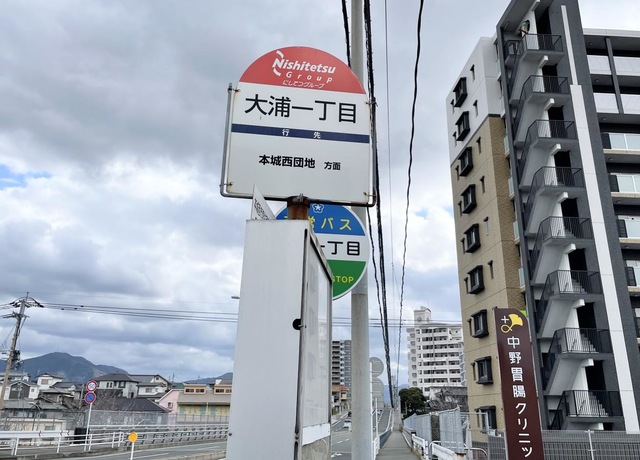 Nishitetsu
Group
にしてつグループ
大浦一丁目
行先
本城西団地 方面
営バス
一丁目
STOP
中野胃腸クリニッ